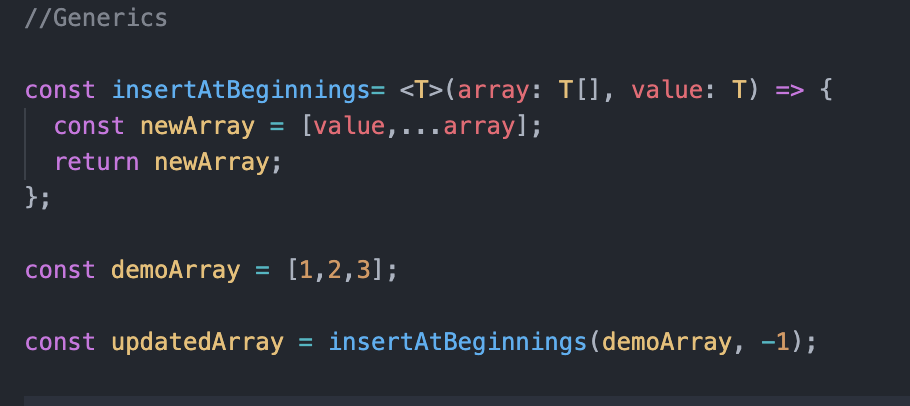 //Generics
const insertAtBeginnings= <T>(array: T[], value: T) => {
const newArray = [value,...array];
return newArray;
};
const demoArray = [1,2,3];
const updatedArray = insertAtBeginnings(demoArray, -1);